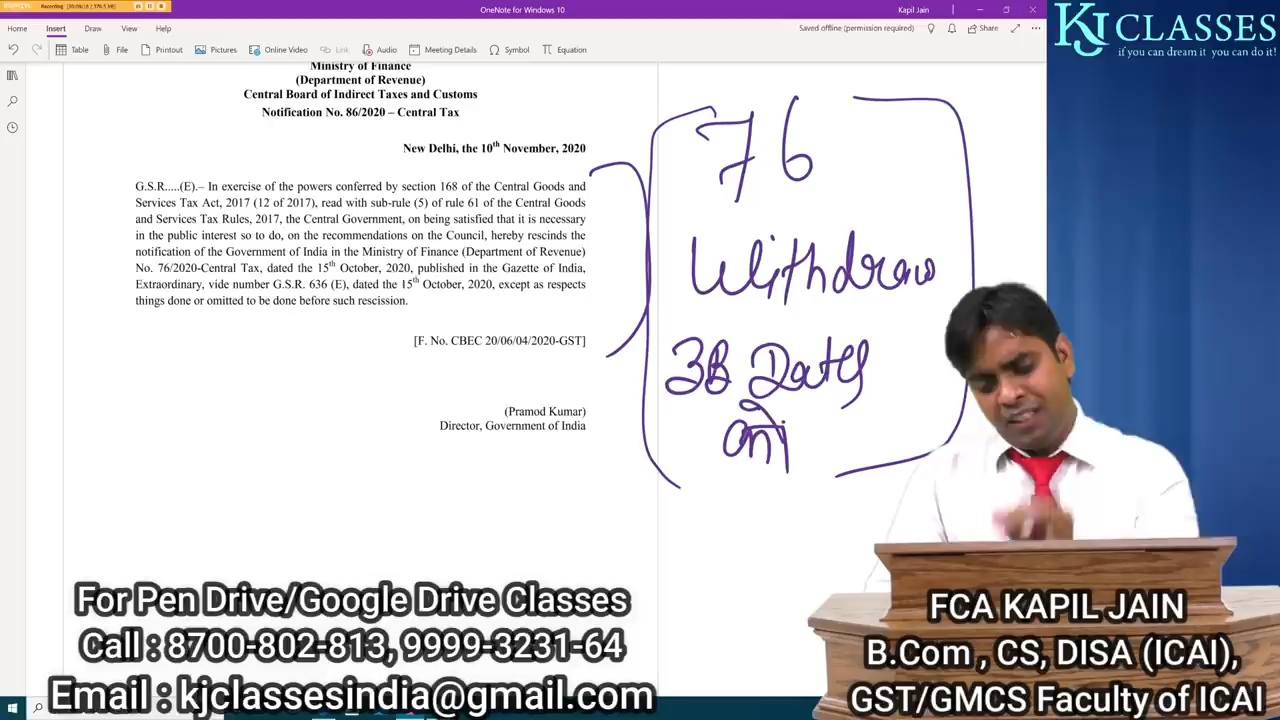 Recording
OneNote for Windows 10
Kapil Jain
Home Insert Draw View Help
Saved offline (permission required)
Share
Table File Printout Pictures Online Video Link Audio Meeting Details Symbol Equation
KJ CLASSES
if you can dream it you can do it!
Ministry of Finance
(Department of Revenue)
Central Board of Indirect Taxes and Customs
Notification No. 86/2020 – Central Tax
New Delhi, the 10th November, 2020
G.S.R.....(E).– In exercise of the powers conferred by section 168 of the Central Goods and
Services Tax Act, 2017 (12 of 2017), read with sub-rule (5) of rule 61 of the Central Goods
and Services Tax Rules, 2017, the Central Government, on being satisfied that it is necessary
in the public interest so to do, on the recommendations on the Council, hereby rescinds the
notification of the Government of India in the Ministry of Finance (Department of Revenue)
No. 76/2020-Central Tax, dated the 15th October, 2020, published in the Gazette of India,
Extraordinary, vide number G.S.R. 636 (E), dated the 15th October, 2020, except as respects
things done or omitted to be done before such rescission.
[F. No. CBEC 20/06/04/2020-GST]
(Pramod Kumar)
Director, Government of India
76
Withdraw
3B Dates
For Pen Drive/Google Drive Classes
Call : 8700-802-813, 9999-3231-64
Email : kjclassesindia@gmail.com
FCA KAPIL JAIN
B.Com , CS, DISA (ICAI),
GST/GMCS Faculty of ICAI